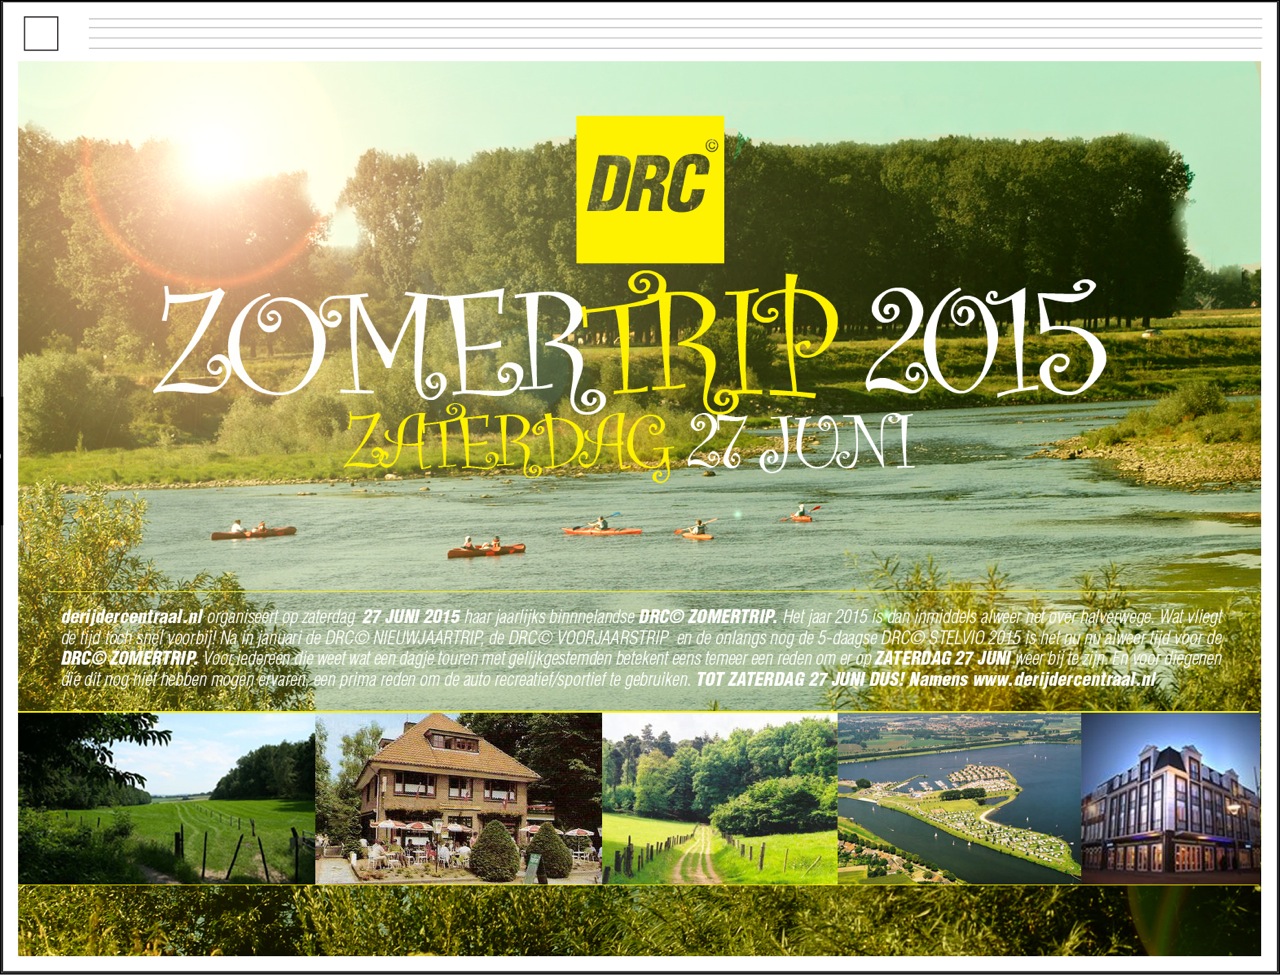 DRC©
ZOMERTRIP 2015
ZATERDAG 27 JUNI
derijdercentraal.nl organiseert op zaterdag 27 JUNI 2015 haar jaarlijks binnnelandse DRC© ZOMERTRIP. Het jaar 2015 is dan inmiddels alweer net over halverwege. Wat vliegt
de tijd toch snel voorbij! Na in januari de DRC© NIEUWJAARTRIP, de DRC© VOORJAARSTRIP en de onlangs nog de 5-daagse DRC© STELVIO 2015 is het nu nu alweer tijd voor de
DRC© ZOMERTRIP. Voor iedereen die weet wat een dagje touren met gelijkgestemden betekent eens temeer een reden om er op ZATERDAG 27 JUNI weer bij te zijn. En voor diegenen
die dit nog niet hebben mogen ervaren, een prima reden om de auto recreatief/sportief te gebruiken. TOT ZATERDAG 27 JUNI DUS! Namens www.derijdercentraal.nl